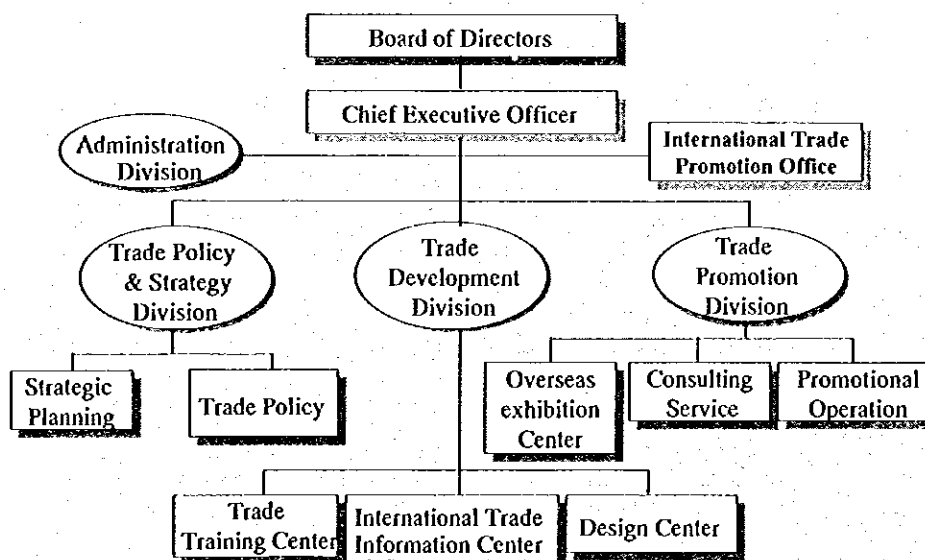 Board of Directors
Chief Executive Officer
Administration
Division
International Trade
Promotion Office
Trade Policy
& Strategy
Division
Trade
Development
Division
Trade
Promotion
Division
Strategic
Planning
Trade Policy
Overseas
exhibition
Center
Consulting
Service
Promotional
Operation
Trade
Training Center
International Trade
Information Center
Design Center